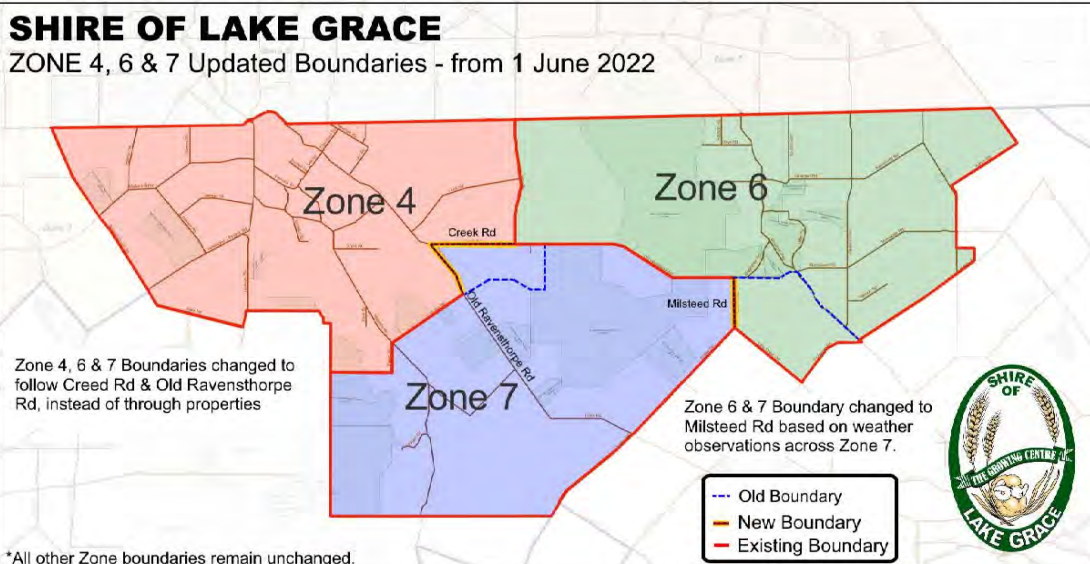 SHIRE OF LAKE GRACE
ZONE 4, 6 & 7 Updated Boundaries - from 1 June 2022
Zone 4
Zone 6
Creek Rd
Milsteed Rd
Old Ravensthorpe Rd
Zone 7
Zone 4, 6 & 7 Boundaries changed to
follow Creed Rd & Old Ravensthorpe
Rd, instead of through properties
Zone 6 & 7 Boundary changed to
Milsteed Rd based on weather
observations across Zone 7.
Old Boundary
New Boundary
Existing Boundary
SHIRE
OF
THE GROWING CENTRE
LAKE GRACE
*All other Zone boundaries remain unchanged.